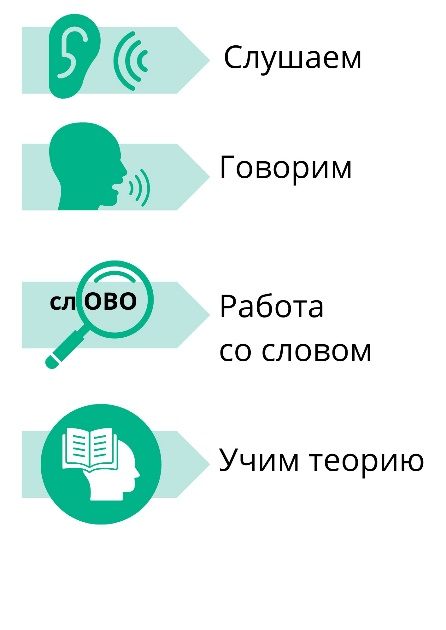 Слушаем
Говорим
слОВО
Работа
со словом
Учим теорию